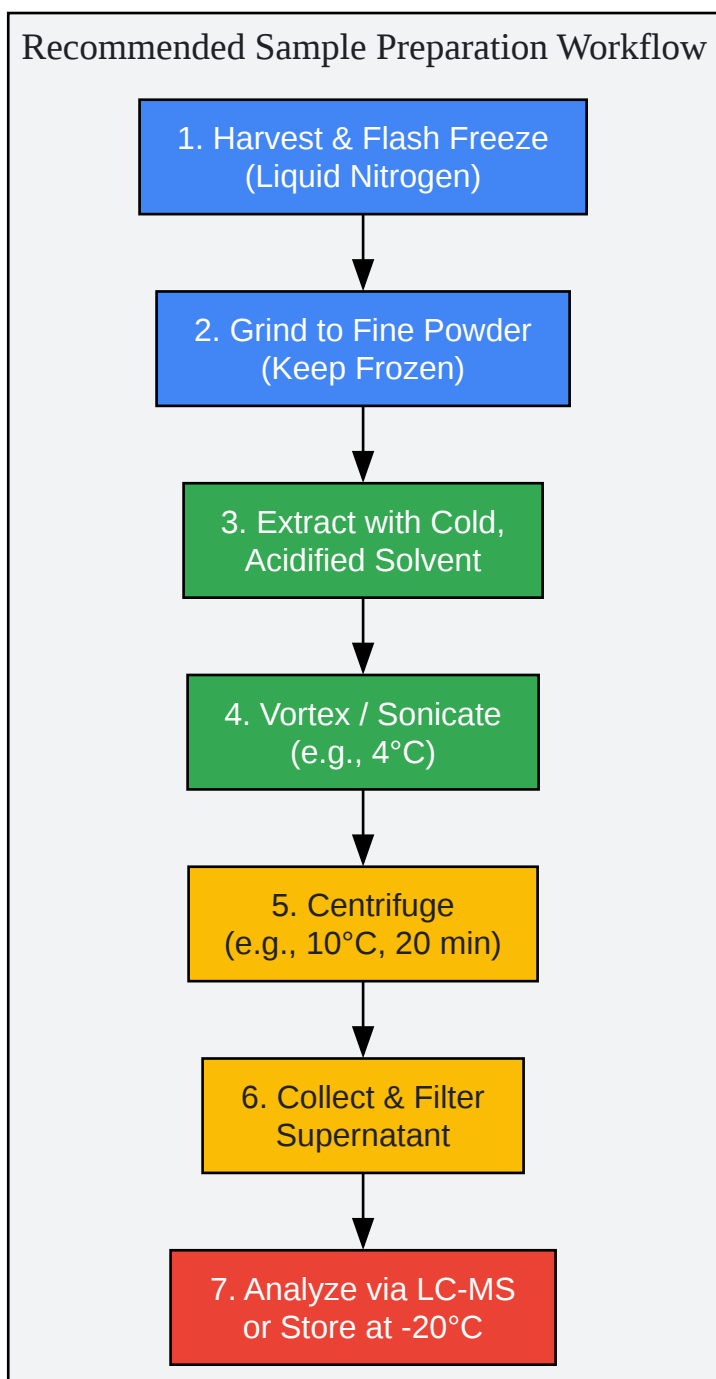 Recommended Sample Preparation Workflow
1. Harvest & Flash Freeze
(Liquid Nitrogen)
2. Grind to Fine Powder
(Keep Frozen)
3. Extract with Cold,
Acidified Solvent
4. Vortex / Sonicate
(e.g., 4°C)
5. Centrifuge
(e.g., 10°C, 20 min)
6. Collect & Filter
Supernatant
7. Analyze via LC-MS
or Store at -20°C